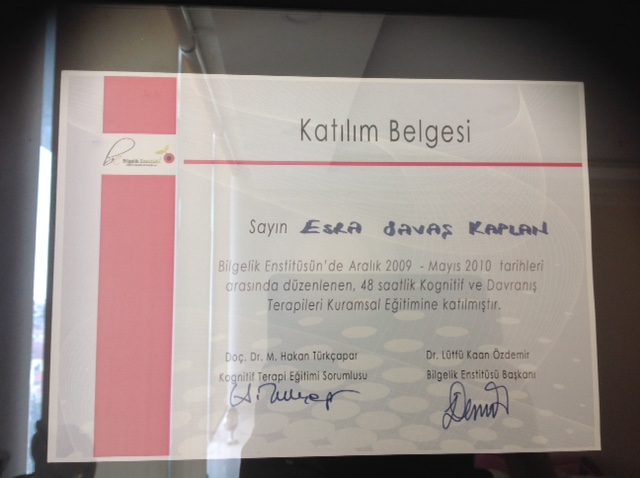 Katılım Belgesi
Bilgelik Enstitüsü
Sayın ESRA SAVAŞ KAPLAN
Bilgelik Enstitüsün'de Aralık 2009 - Mayıs 2010 tarihleri
arasında düzenlenen, 48 saatlik Kognitif ve Davranış
Terapileri Kuramsal Eğitimine katılmıştır.
Doç. Dr. M. Hakan Türkçapar
Kognitif Terapi Eğitimi Sorumlusu
Dr. Lütfü Kaan Özdemir
Bilgelik Enstitüsü Başkanı